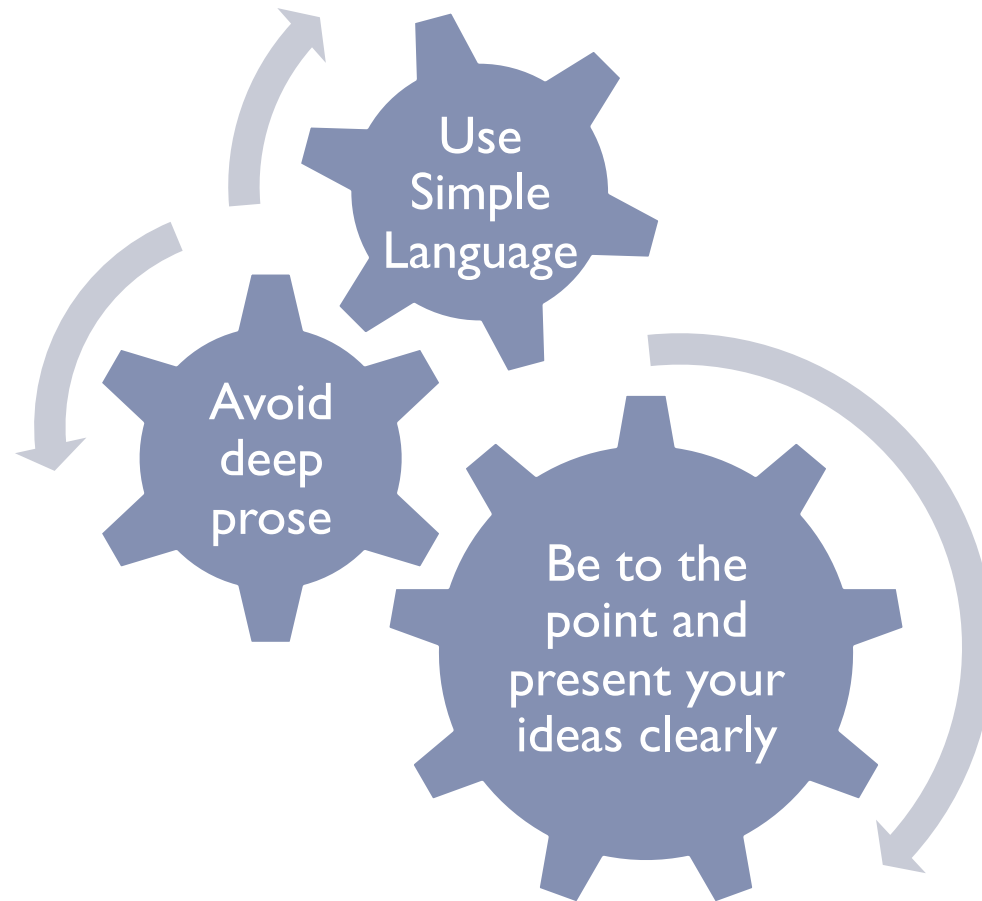 Use
Simple
Language
Avoid
deep
prose
Be to the
point and
present your
ideas clearly